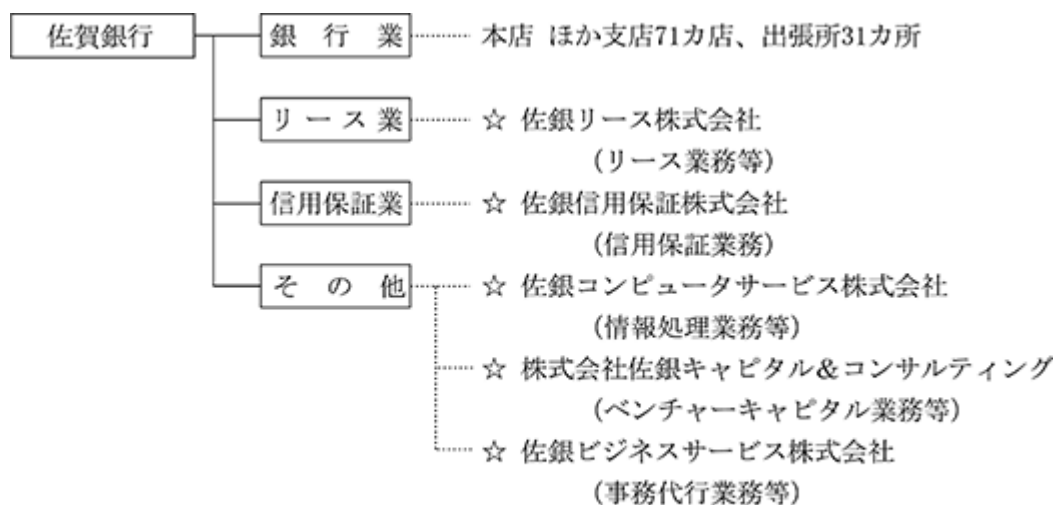 佐賀銀行 銀行業 本店 ほか支店71カ店、出張所31カ所
リース業 ☆ 佐銀リース株式会社
(リース業務等)
信用保証業 ☆ 佐銀信用保証株式会社
(信用保証業務)
その他 ☆ 佐銀コンピュータサービス株式会社
(情報処理業務等)
☆ 株式会社佐銀キャピタル&コンサルティング
(ベンチャーキャピタル業務等)
☆ 佐銀ビジネスサービス株式会社
(事務代行業務等)